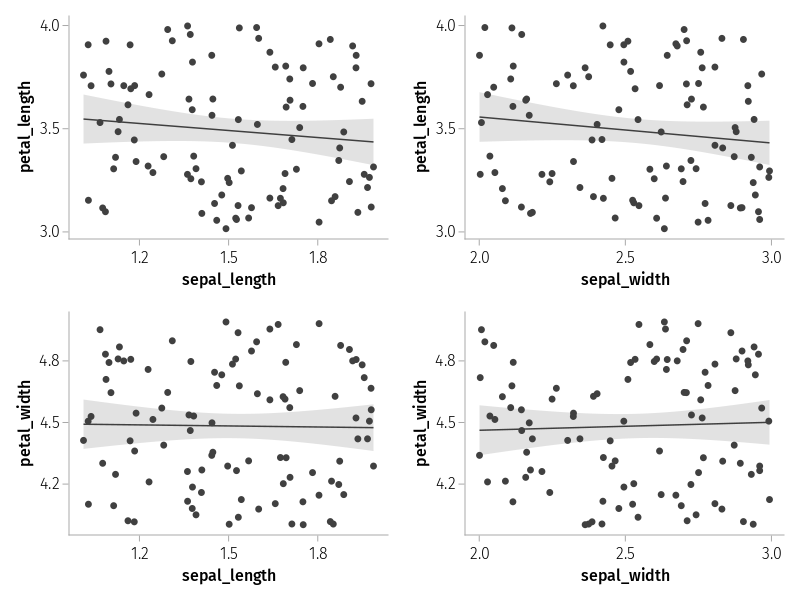 4.0
3.5
3.0
petal_length
1.2 1.5 1.8
sepal_length
4.0
3.5
3.0
petal_length
2.0 2.5 3.0
sepal_width
4.8
4.5
4.2
petal_width
1.2 1.5 1.8
sepal_length
4.8
4.5
4.2
petal_width
2.0 2.5 3.0
sepal_width